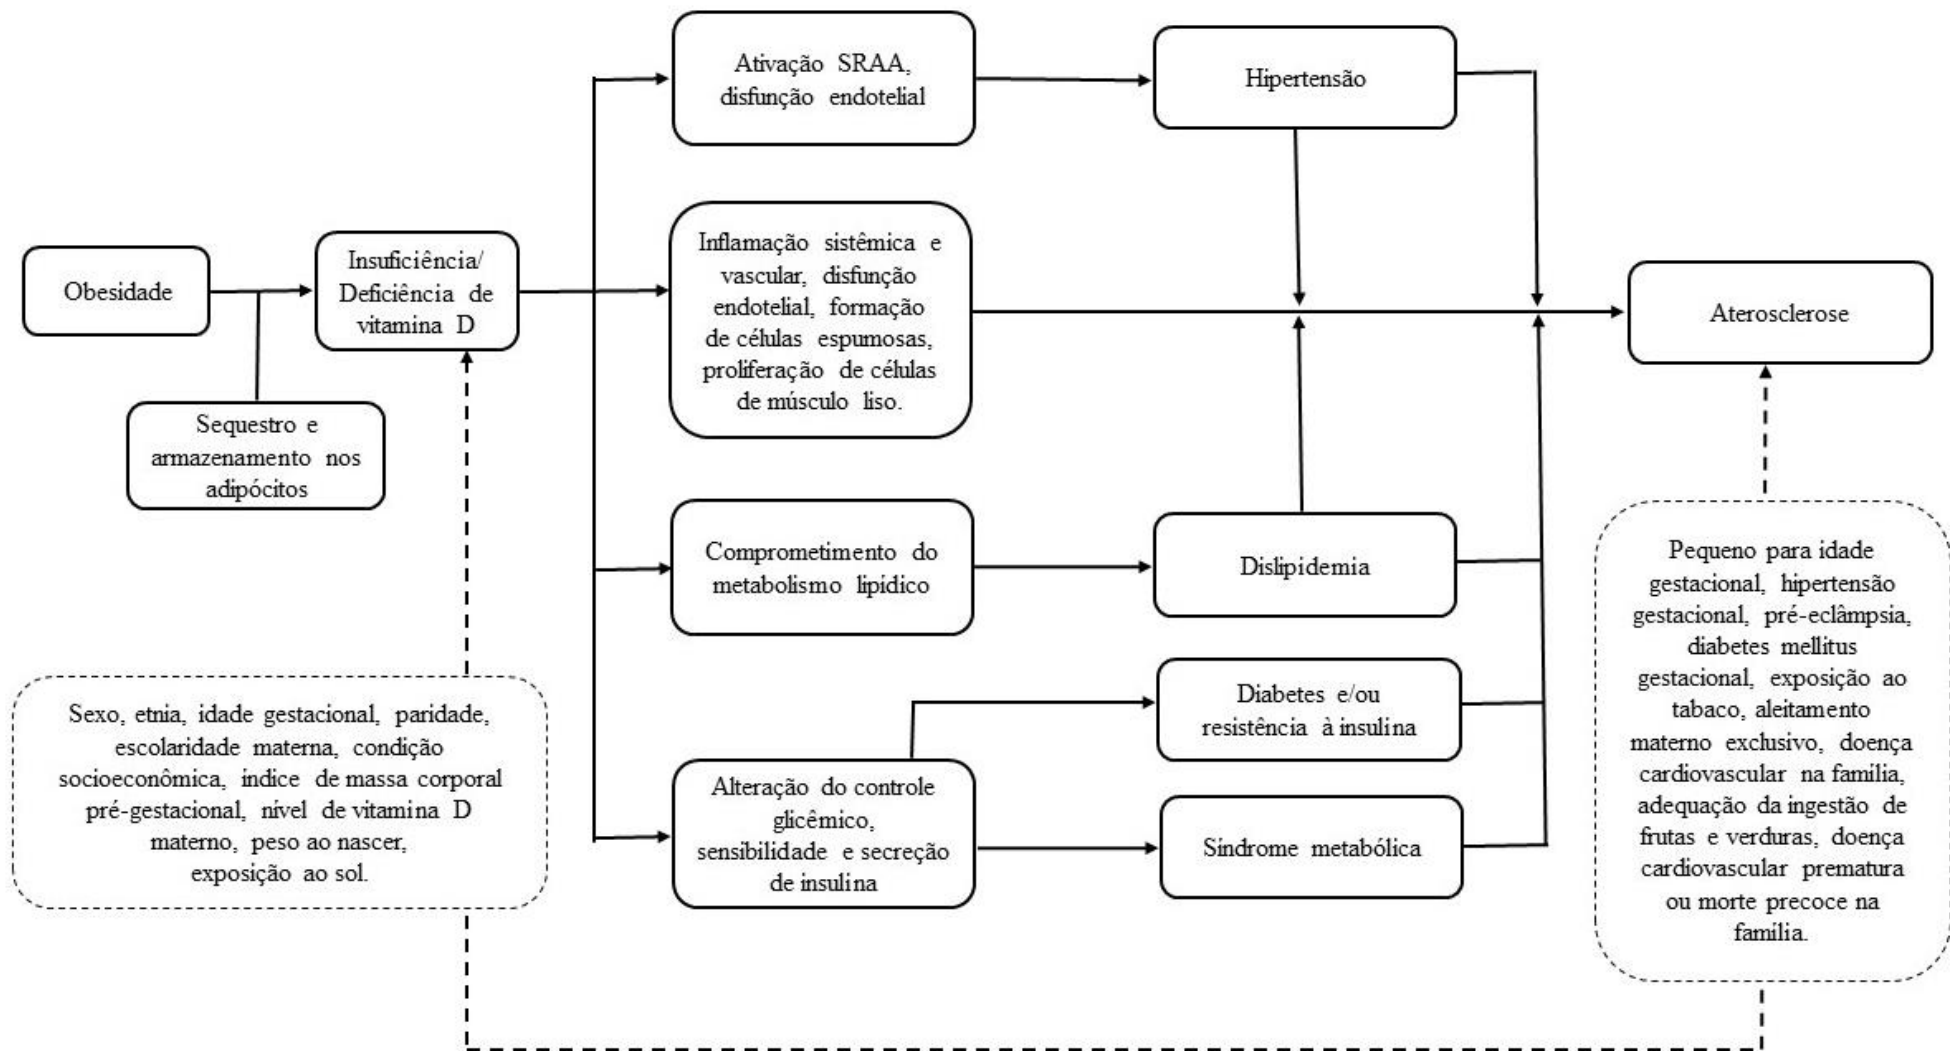 Ativação SRAA,
disfunção endotelial
Hipertensão
Obesidade
Insuficiência/
Deficiência de
vitamina D
Inflamação sistêmica e
vascular, disfunção
endotelial, formação
de células espumosas,
proliferação de células
de músculo liso.
Aterosclerose
Sequestro e
armazenamento nos
adipócitos
Comprometimento do
metabolismo lipídico
Dislipidemia
Sexo, etnia, idade gestacional, paridade,
escolaridade materna, condição
socioeconômica, índice de massa corporal
pré-gestacional, nível de vitamina D
materno, peso ao nascer,
exposição ao sol.
Alteração do controle
glicêmico,
sensibilidade e secreção
de insulina
Diabetes e/ou
resistência à insulina
Síndrome metabólica
Pequeno para idade
gestacional, hipertensão
gestacional, pré-eclâmpsia,
diabetes mellitus
gestacional, exposição ao
tabaco, aleitamento
materno exclusivo, doença
cardiovascular na família,
adequação da ingestão de
frutas e verduras, doença
cardiovascular prematura
ou morte precoce na
família.